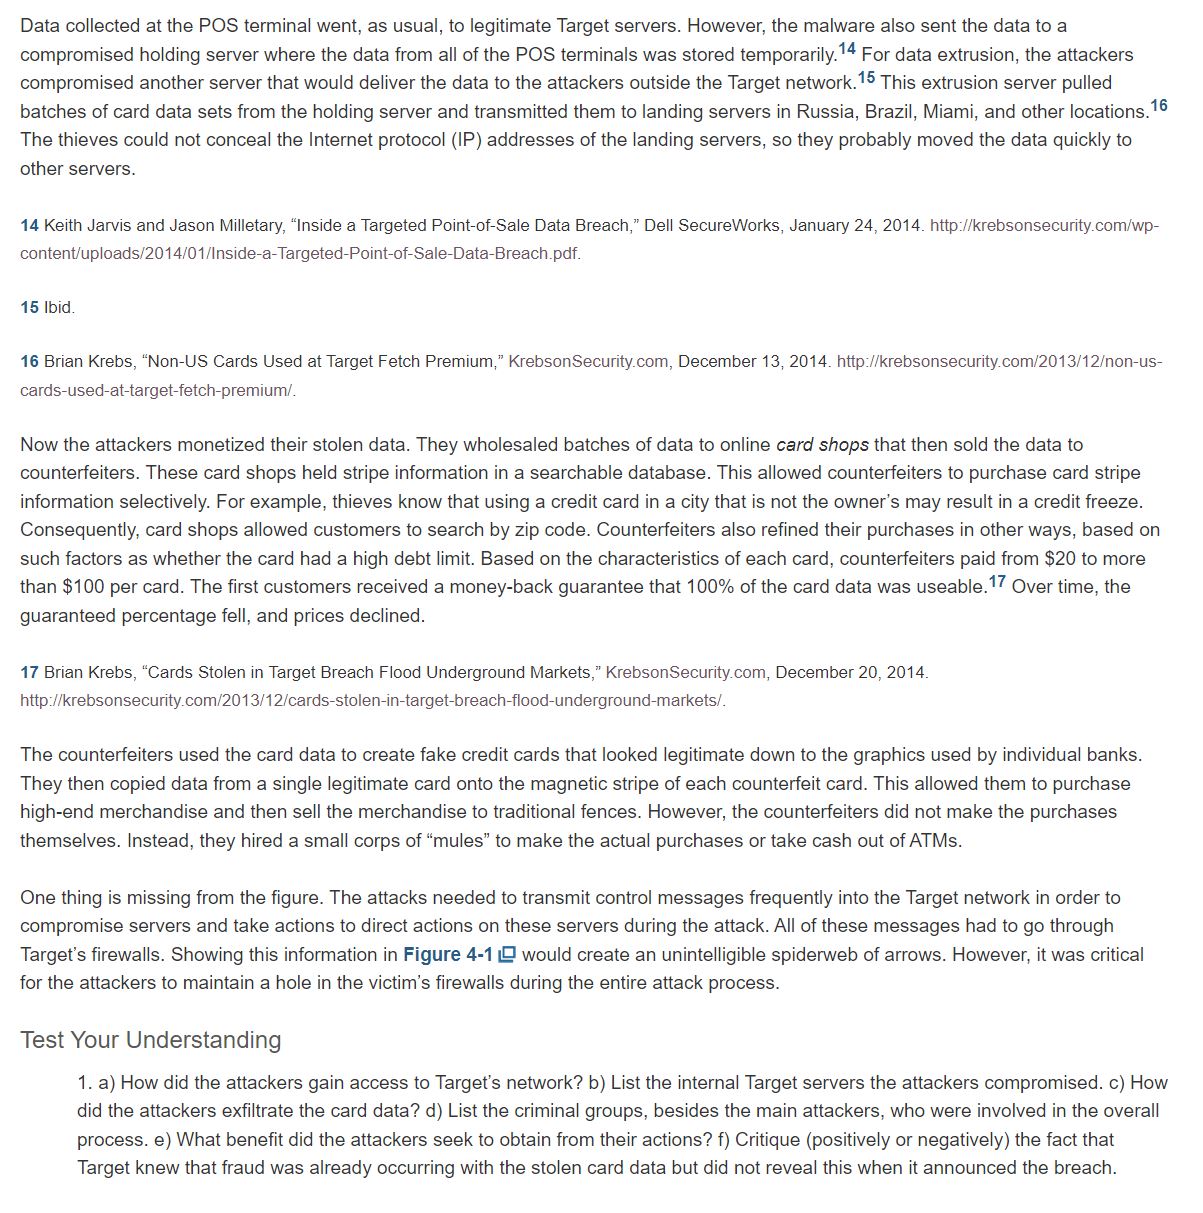 Data collected at the POS terminal went, as usual, to legitimate Target servers. However, the malware also sent the data to a
compromised holding server where the data from all of the POS terminals was stored temporarily.14 For data extrusion, the attackers
compromised another server that would deliver the data to the attackers outside the Target network.15 This extrusion server pulled
batches of card data sets from the holding server and transmitted them to landing servers in Russia, Brazil, Miami, and other locations.16
The thieves could not conceal the Internet protocol (IP) addresses of the landing servers, so they probably moved the data quickly to
other servers.
14 Keith Jarvis and Jason Milletary, “Inside a Targeted Point-of-Sale Data Breach,” Dell SecureWorks, January 24, 2014. http://krebsonsecurity.com/wp-
content/uploads/2014/01/Inside-a-Targeted-Point-of-Sale-Data-Breach.pdf.
15 Ibid.
16 Brian Krebs, “Non-US Cards Used at Target Fetch Premium,” KrebsonSecurity.com, December 13, 2014. http://krebsonsecurity.com/2013/12/non-us-
cards-used-at-target-fetch-premium/.
Now the attackers monetized their stolen data. They wholesaled batches of data to online card shops that then sold the data to
counterfeiters. These card shops held stripe information in a searchable database. This allowed counterfeiters to purchase card stripe
information selectively. For example, thieves know that using a credit card in a city that is not the owner’s may result in a credit freeze.
Consequently, card shops allowed customers to search by zip code. Counterfeiters also refined their purchases in other ways, based on
such factors as whether the card had a high debt limit. Based on the characteristics of each card, counterfeiters paid from $20 to more
than $100 per card. The first customers received a money-back guarantee that 100% of the card data was useable.17 Over time, the
guaranteed percentage fell, and prices declined.
17 Brian Krebs, “Cards Stolen in Target Breach Flood Underground Markets,” KrebsonSecurity.com, December 20, 2014.
http://krebsonsecurity.com/2013/12/cards-stolen-in-target-breach-flood-underground-markets/.
The counterfeiters used the card data to create fake credit cards that looked legitimate down to the graphics used by individual banks.
They then copied data from a single legitimate card onto the magnetic stripe of each counterfeit card. This allowed them to purchase
high-end merchandise and then sell the merchandise to traditional fences. However, the counterfeiters did not make the purchases
themselves. Instead, they hired a small corps of “mules” to make the actual purchases or take cash out of ATMs.
One thing is missing from the figure. The attacks needed to transmit control messages frequently into the Target network in order to
compromise servers and take actions to direct actions on these servers during the attack. All of these messages had to go through
Target’s firewalls. Showing this information in Figure 4-1 would create an unintelligible spiderweb of arrows. However, it was critical
for the attackers to maintain a hole in the victim’s firewalls during the entire attack process.
Test Your Understanding
1. a) How did the attackers gain access to Target’s network? b) List the internal Target servers the attackers compromised. c) How
did the attackers exfiltrate the card data? d) List the criminal groups, besides the main attackers, who were involved in the overall
process. e) What benefit did the attackers seek to obtain from their actions? f) Critique (positively or negatively) the fact that
Target knew that fraud was already occurring with the stolen card data but did not reveal this when it announced the breach.